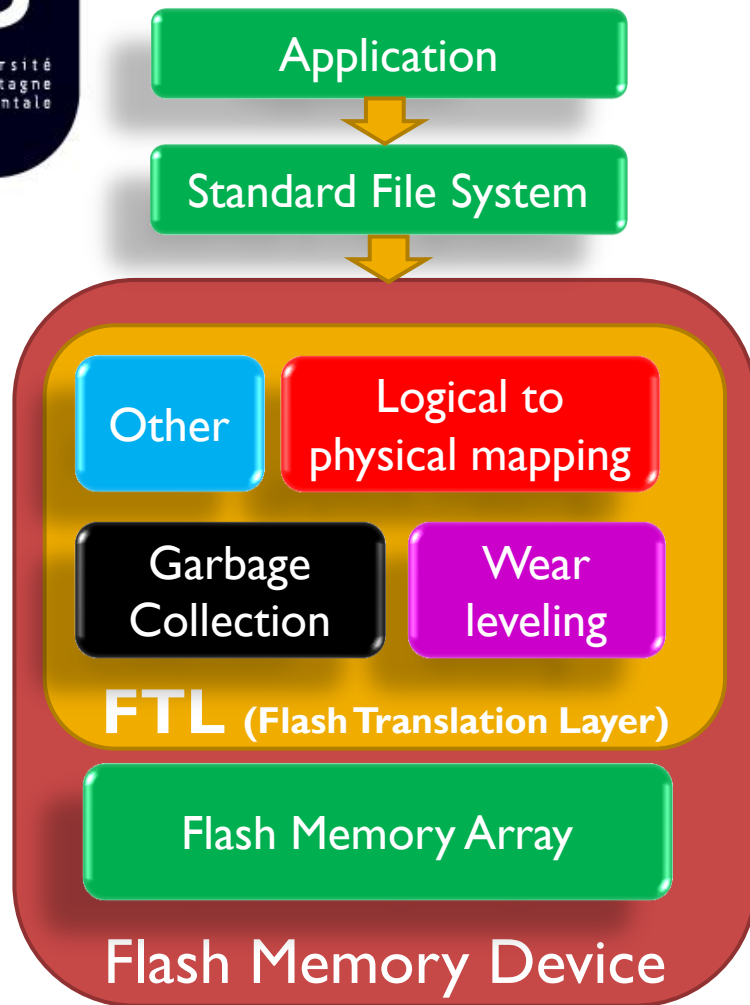 Application
Standard File System
Other
Logical to
physical mapping
Garbage
Collection
Wear
leveling
FTL (Flash Translation Layer)
Flash Memory Array
Flash Memory Device